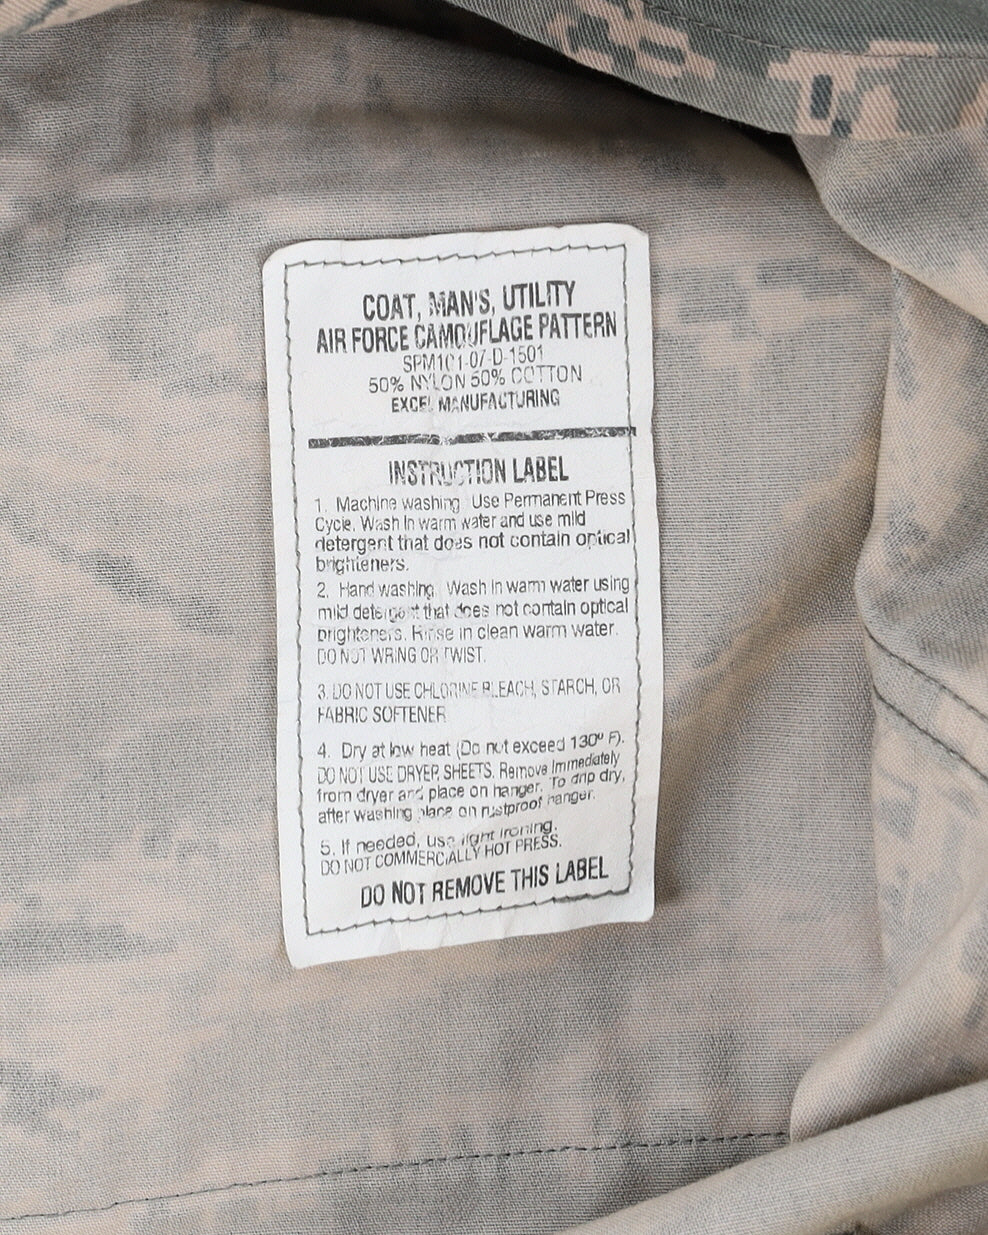 COAT, MAN'S, UTILITY
AIR FORCE CAMOUFLAGE PATTERN
SPM1C1-07-D-1501
50% NYLON 50% COTTON
EXCEL MANUFACTURING
INSTRUCTION LABEL
1. Machine washing Use Permanent Press
Cycle. Wash in warm water and use mild
detergent that does not contain optical
brighteners.
2. Hand washing. Wash in warm water using
mild detergent that does not contain optical
brighteners. Rinse in clean warm water.
DO NOT WRING OR TWIST.
3. DO NOT USE CHLORINE BLEACH, STARCH, OR
FABRIC SOFTENER
4. Dry at low heat (Do not exceed 130º F).
DO NOT USE DRYER SHEETS. Remove immediately
from dryer and place on hanger. To drip dry,
after washing place on rustproof hanger.
5. If needed, use light ironing.
DO NOT COMMERCIALLY HOT PRESS.
DO NOT REMOVE THIS LABEL